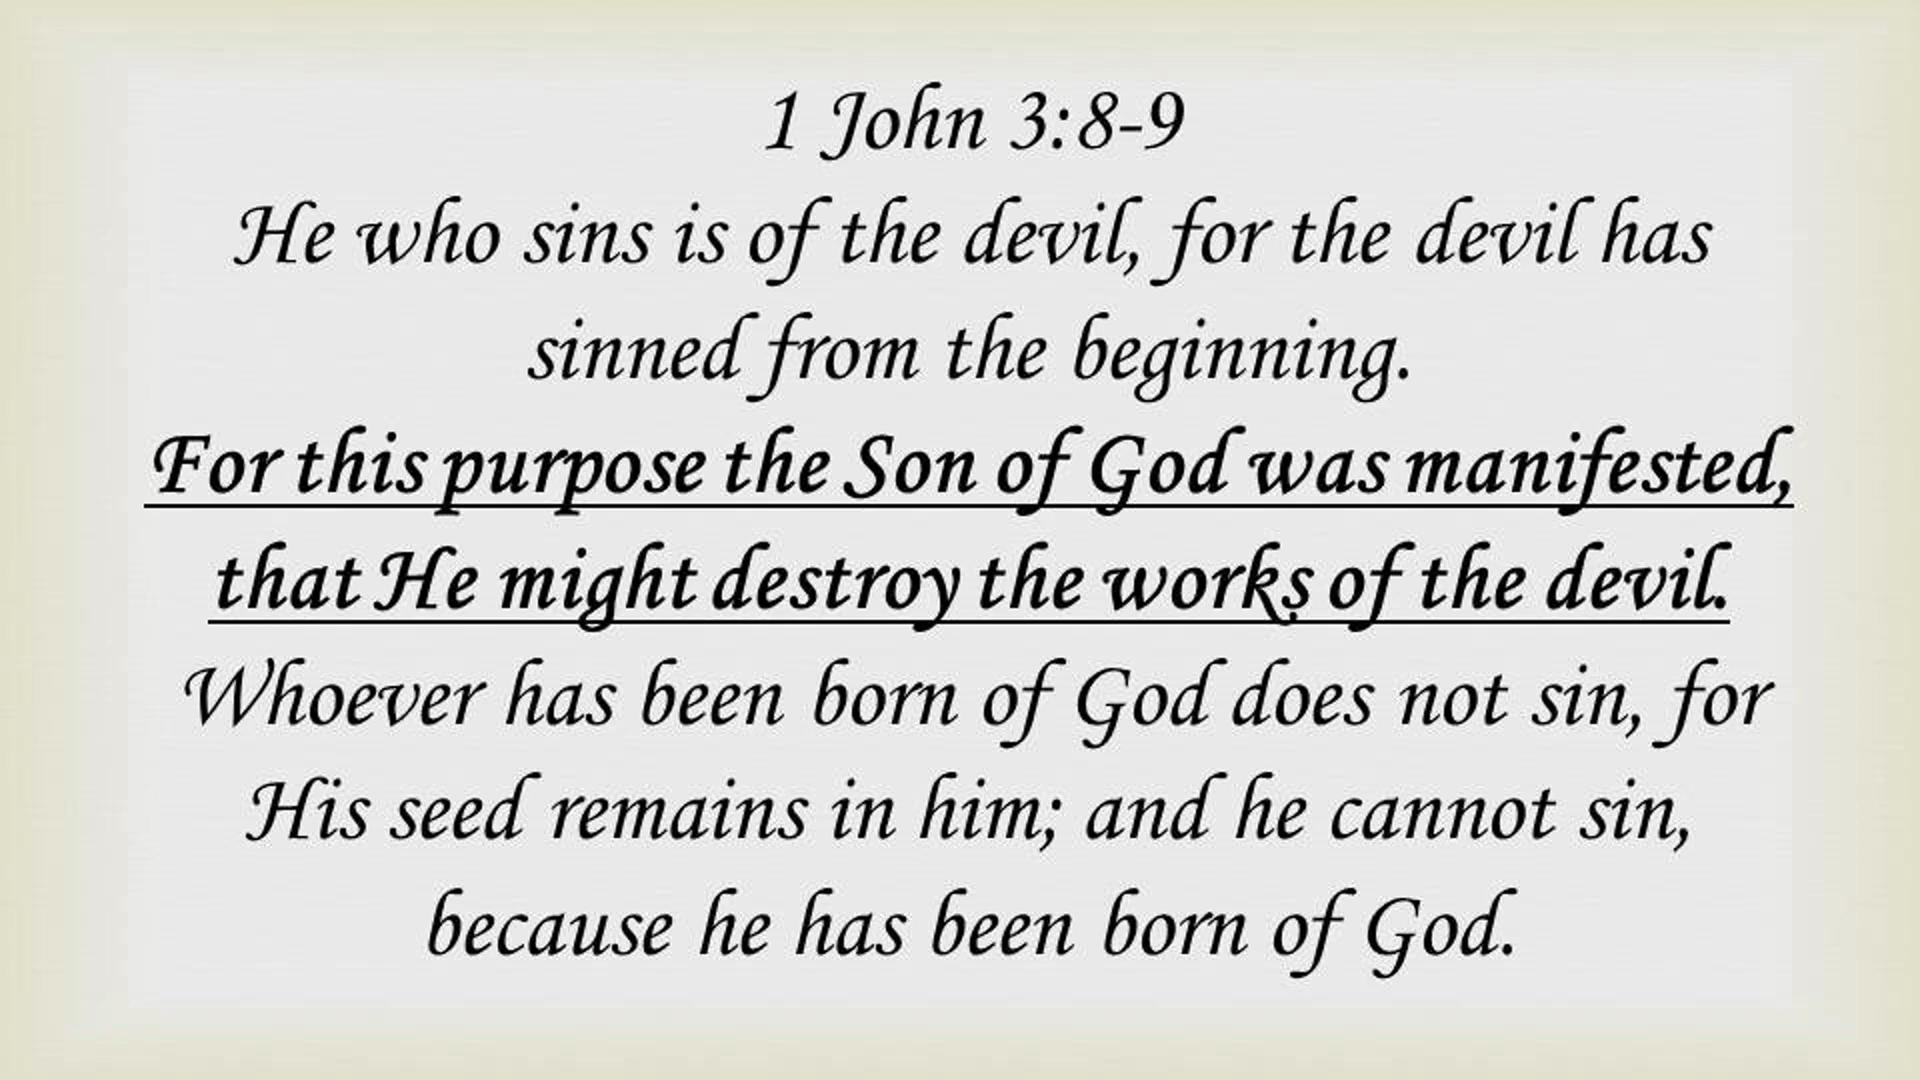 1 John 3:8-9
He who sins is of the devil, for the devil has
sinned from the beginning.
For this purpose the Son of God was manifested,
that He might destroy the works of the devil.
Whoever has been born of God does not sin, for
His seed remains in him; and he cannot sin,
because he has been born of God.